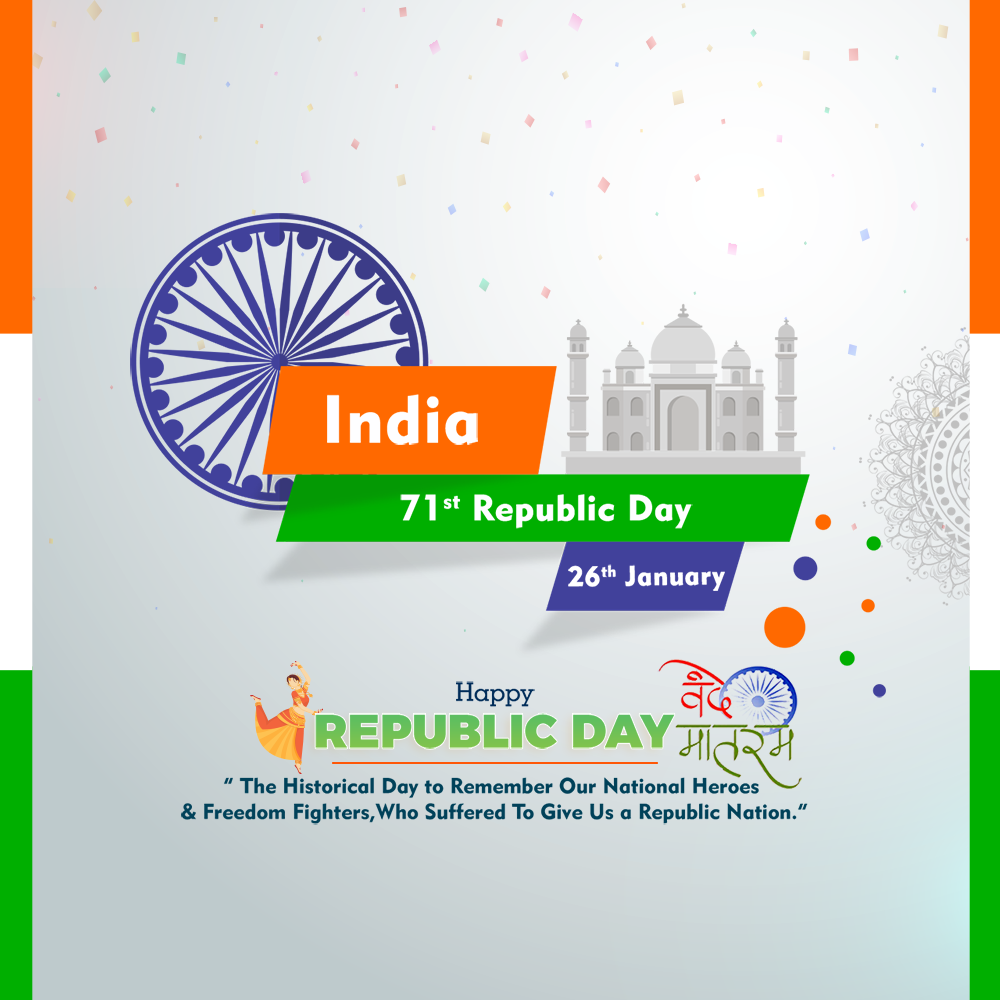 India
71st Republic Day
26th January
Happy
REPUBLIC DAY
वंदे
मातरम
“ The Historical Day to Remember Our National Heroes
& Freedom Fighters,Who Suffered To Give Us a Republic Nation.“